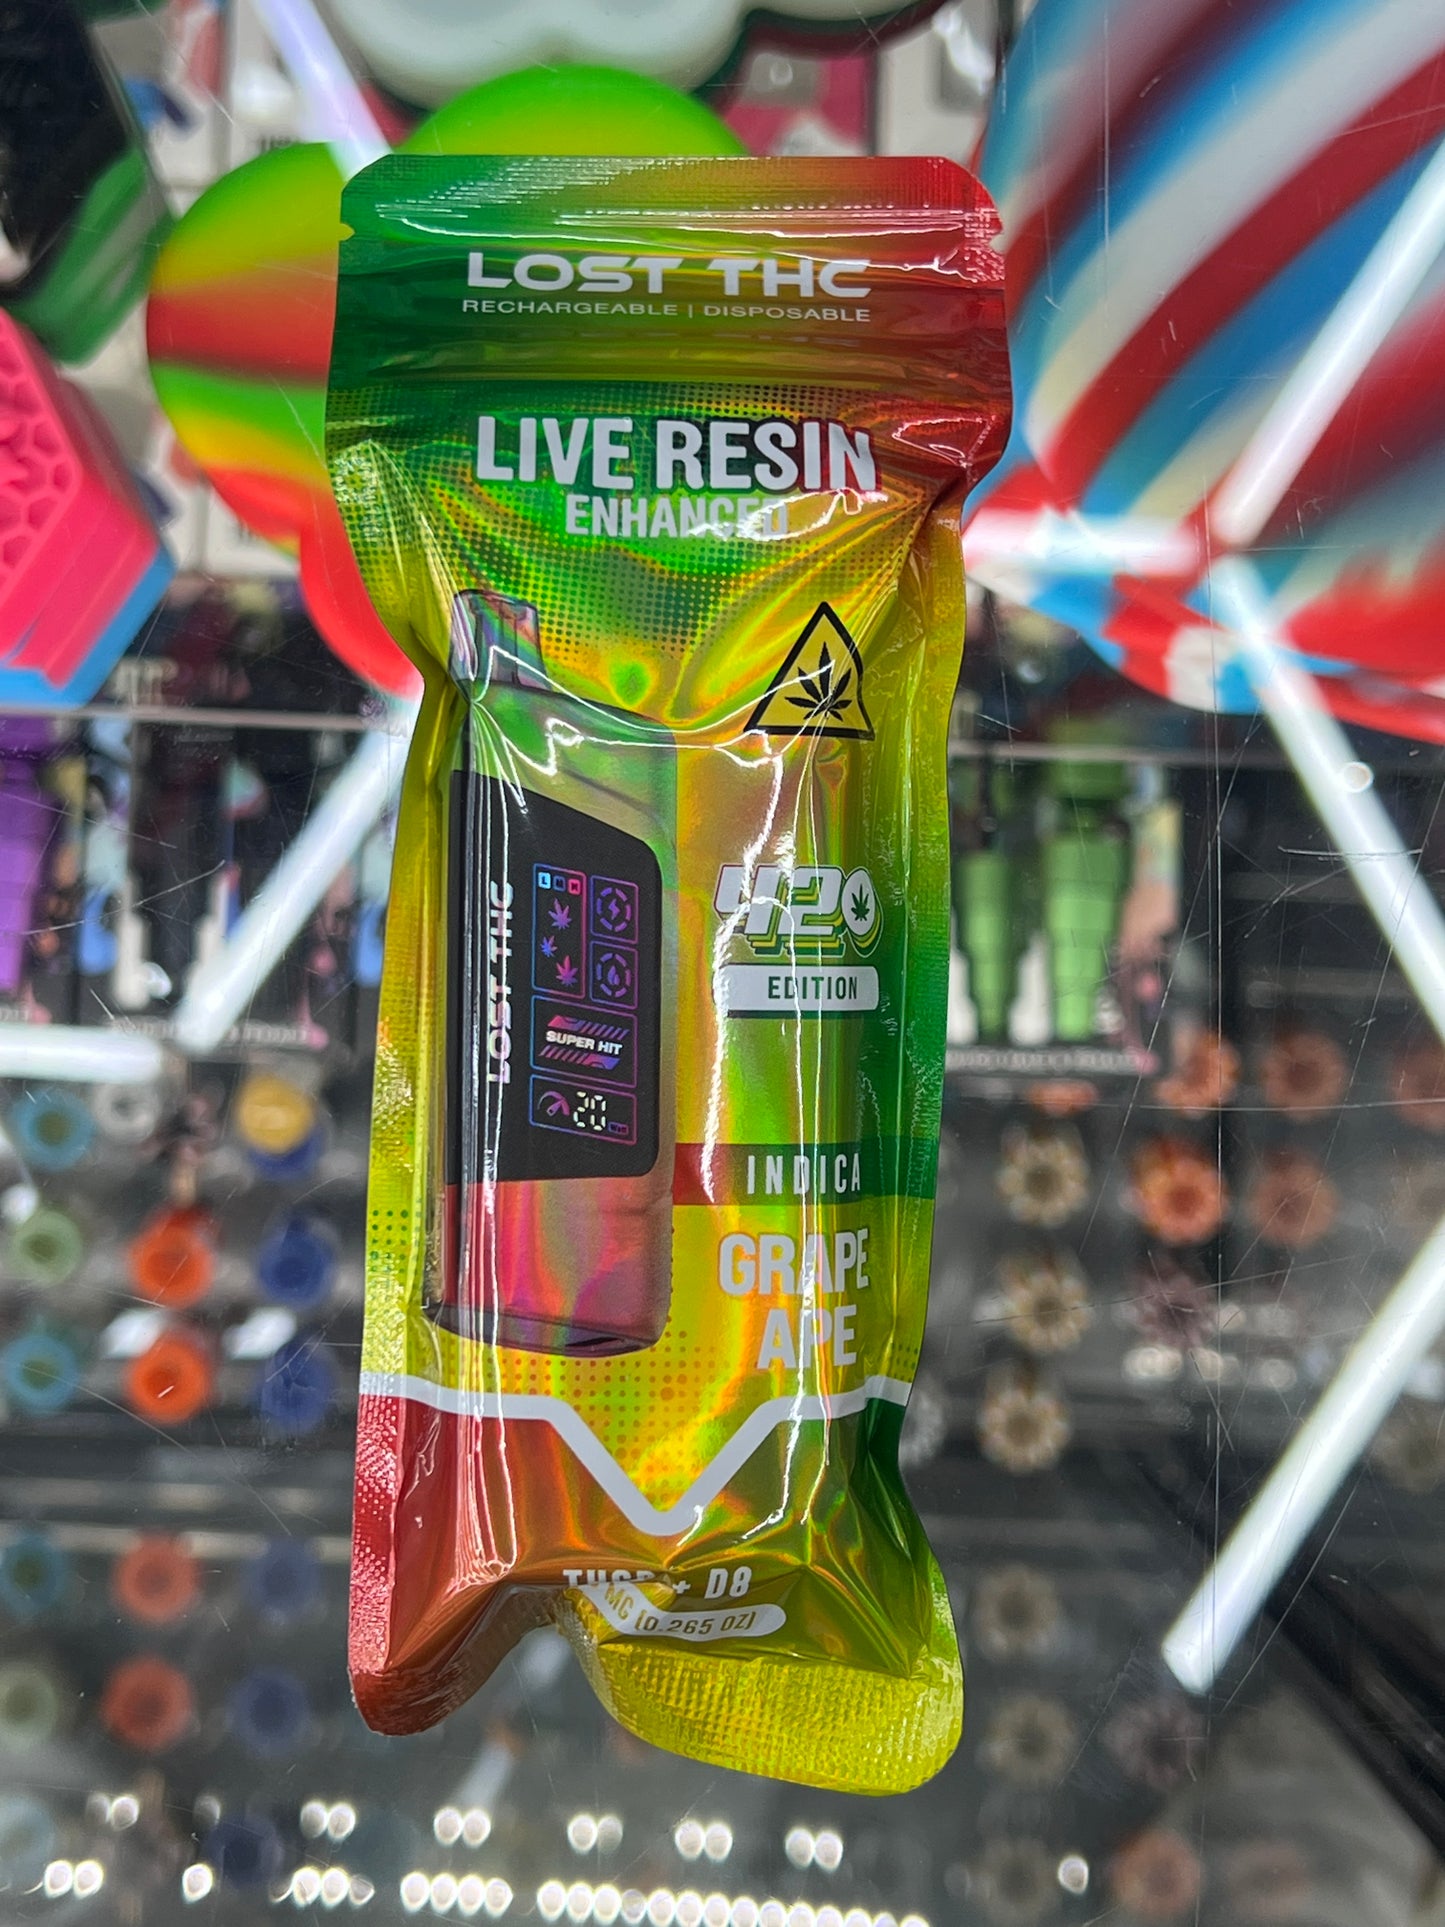 LOST THC
RECHARGEABLE | DISPOSABLE
LIVE RESIN
ENHANCED
LOST THC
SUPER HIT
20
420
EDITION
INDICA
GRAPE
APE
+ D8
(0.265 OZ)